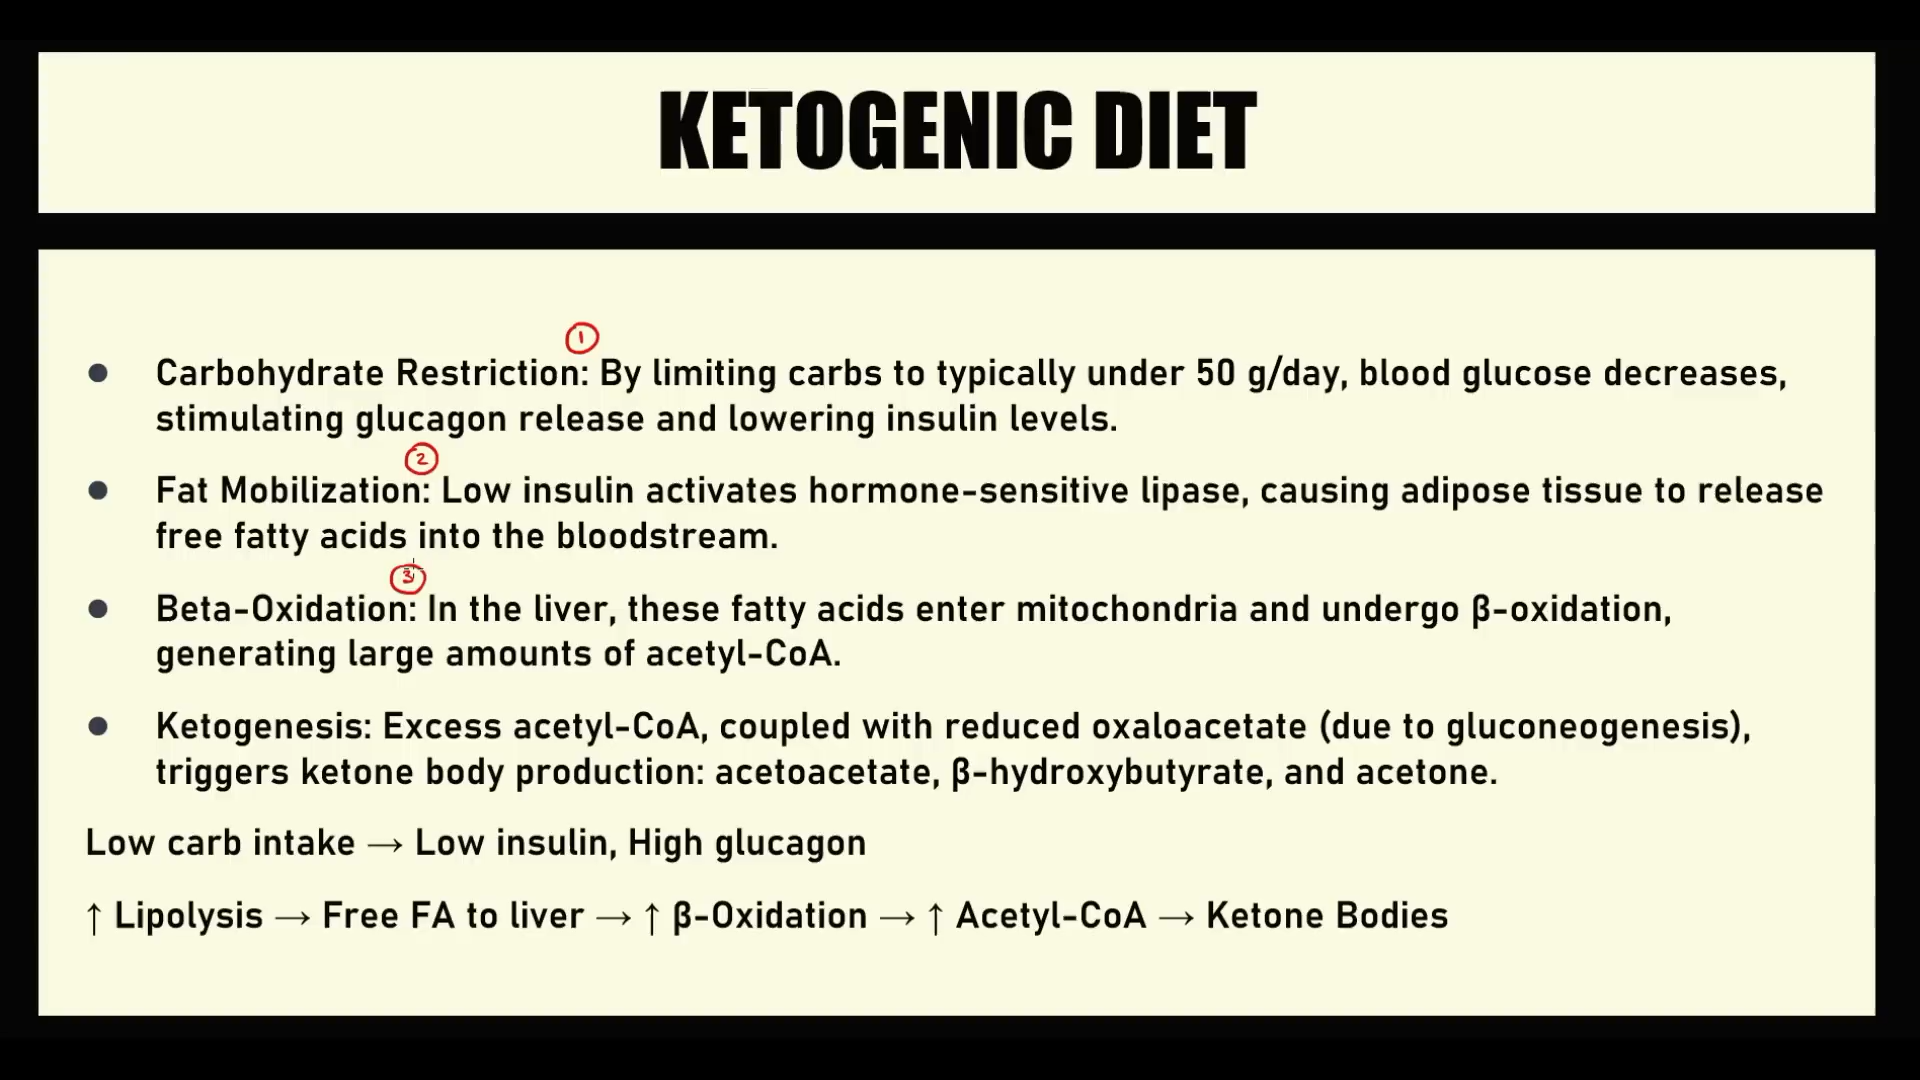 KETOGENIC DIET
①
Carbohydrate Restriction: By limiting carbs to typically under 50 g/day, blood glucose decreases,
stimulating glucagon release and lowering insulin levels.
②
Fat Mobilization: Low insulin activates hormone-sensitive lipase, causing adipose tissue to release
free fatty acids into the bloodstream.
③
Beta-Oxidation: In the liver, these fatty acids enter mitochondria and undergo β-oxidation,
generating large amounts of acetyl-CoA.
Ketogenesis: Excess acetyl-CoA, coupled with reduced oxaloacetate (due to gluconeogenesis),
triggers ketone body production: acetoacetate, β-hydroxybutyrate, and acetone.
Low carb intake → Low insulin, High glucagon
↑ Lipolysis → Free FA to liver → ↑ β-Oxidation → ↑ Acetyl-CoA → Ketone Bodies